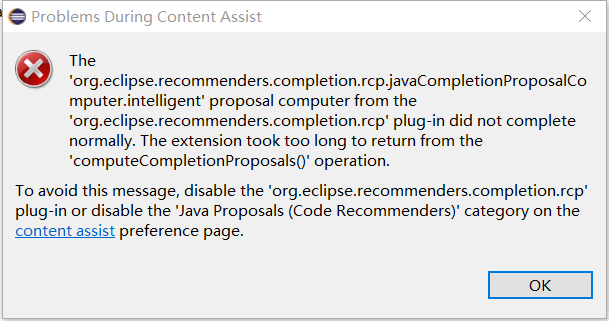 Problems During Content Assist
The
'org.eclipse.recommenders.completion.rcp.javaCompletionProposalCo
mputer.intelligent' proposal computer from the
'org.eclipse.recommenders.completion.rcp' plug-in did not complete
normally. The extension took too long to return from the
'computeCompletionProposals()' operation.
To avoid this message, disable the 'org.eclipse.recommenders.completion.rcp'
plug-in or disable the 'Java Proposals (Code Recommenders)' category on the
content assist preference page.
OK